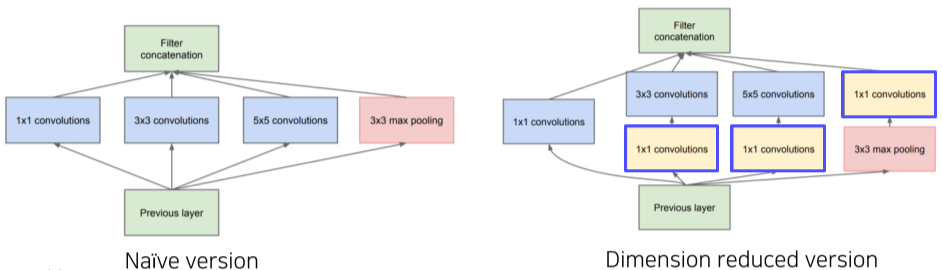 Filter
concatenation
1x1 convolutions
3x3 convolutions
5x5 convolutions
3x3 max pooling
Previous layer
Naïve version
Filter
concatenation
3x3 convolutions
5x5 convolutions
1x1 convolutions
1x1 convolutions
1x1 convolutions
1x1 convolutions
3x3 max pooling
Previous layer
Dimension reduced version